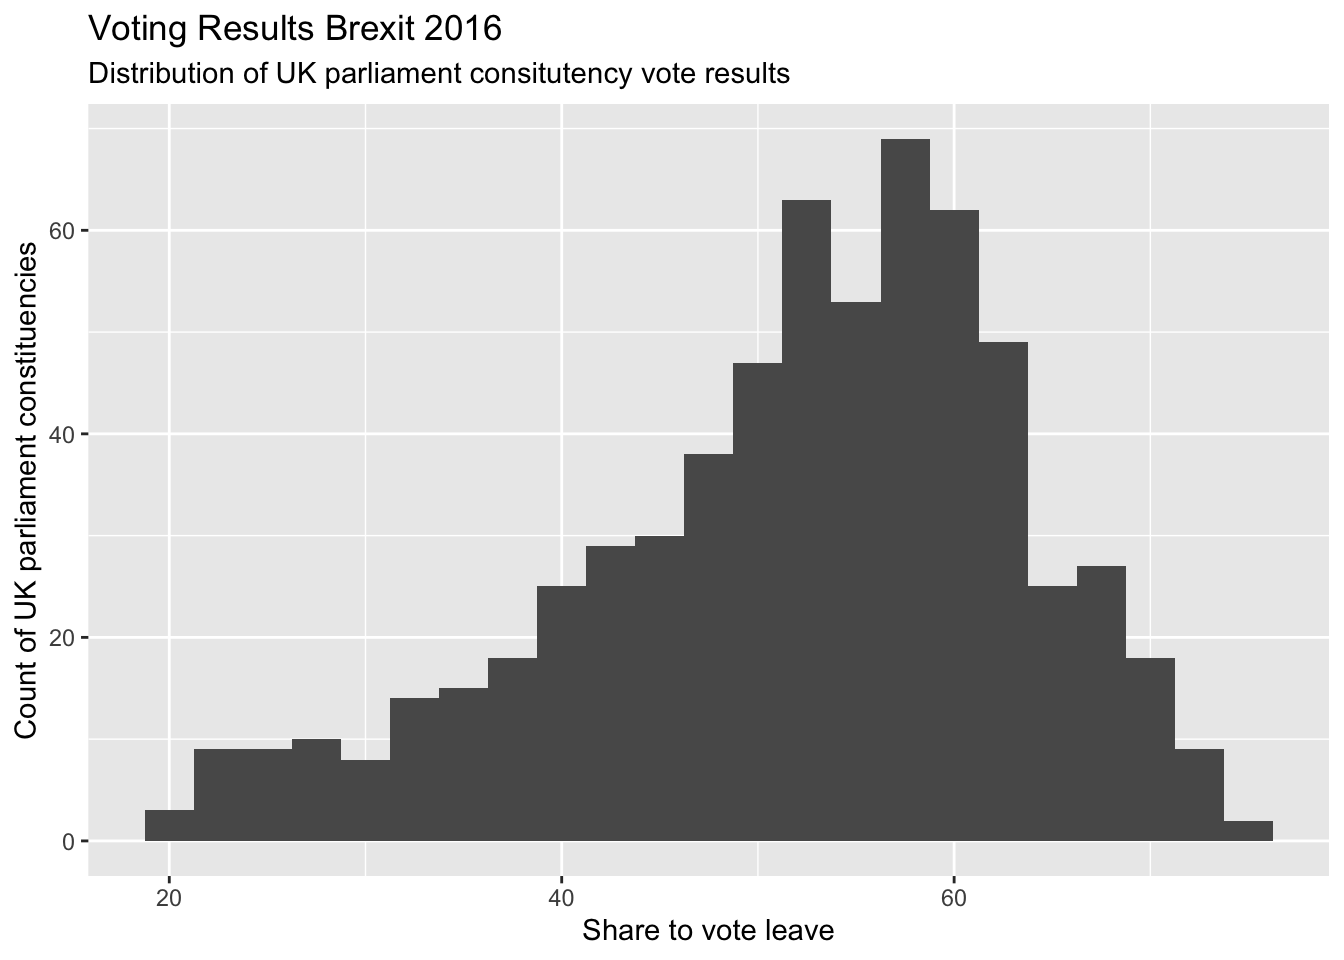 Voting Results Brexit 2016
Distribution of UK parliament consitutency vote results
Count of UK parliament constituencies
60
40
20
0
20 40 60
Share to vote leave